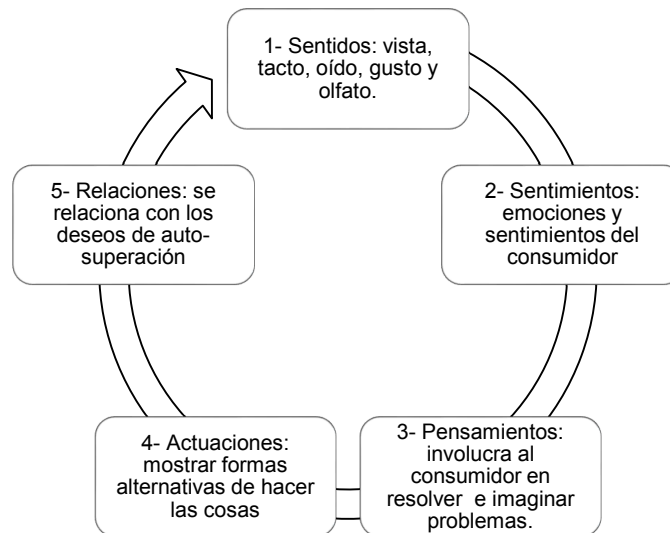 1- Sentidos: vista,
tacto, oído, gusto y
olfato.
2- Sentimientos:
emociones y
sentimientos del
consumidor
3- Pensamientos:
involucra al
consumidor en
resolver e imaginar
problemas.
4- Actuaciones:
mostrar formas
alternativas de hacer
las cosas
5- Relaciones: se
relaciona con los
deseos de auto-
superación